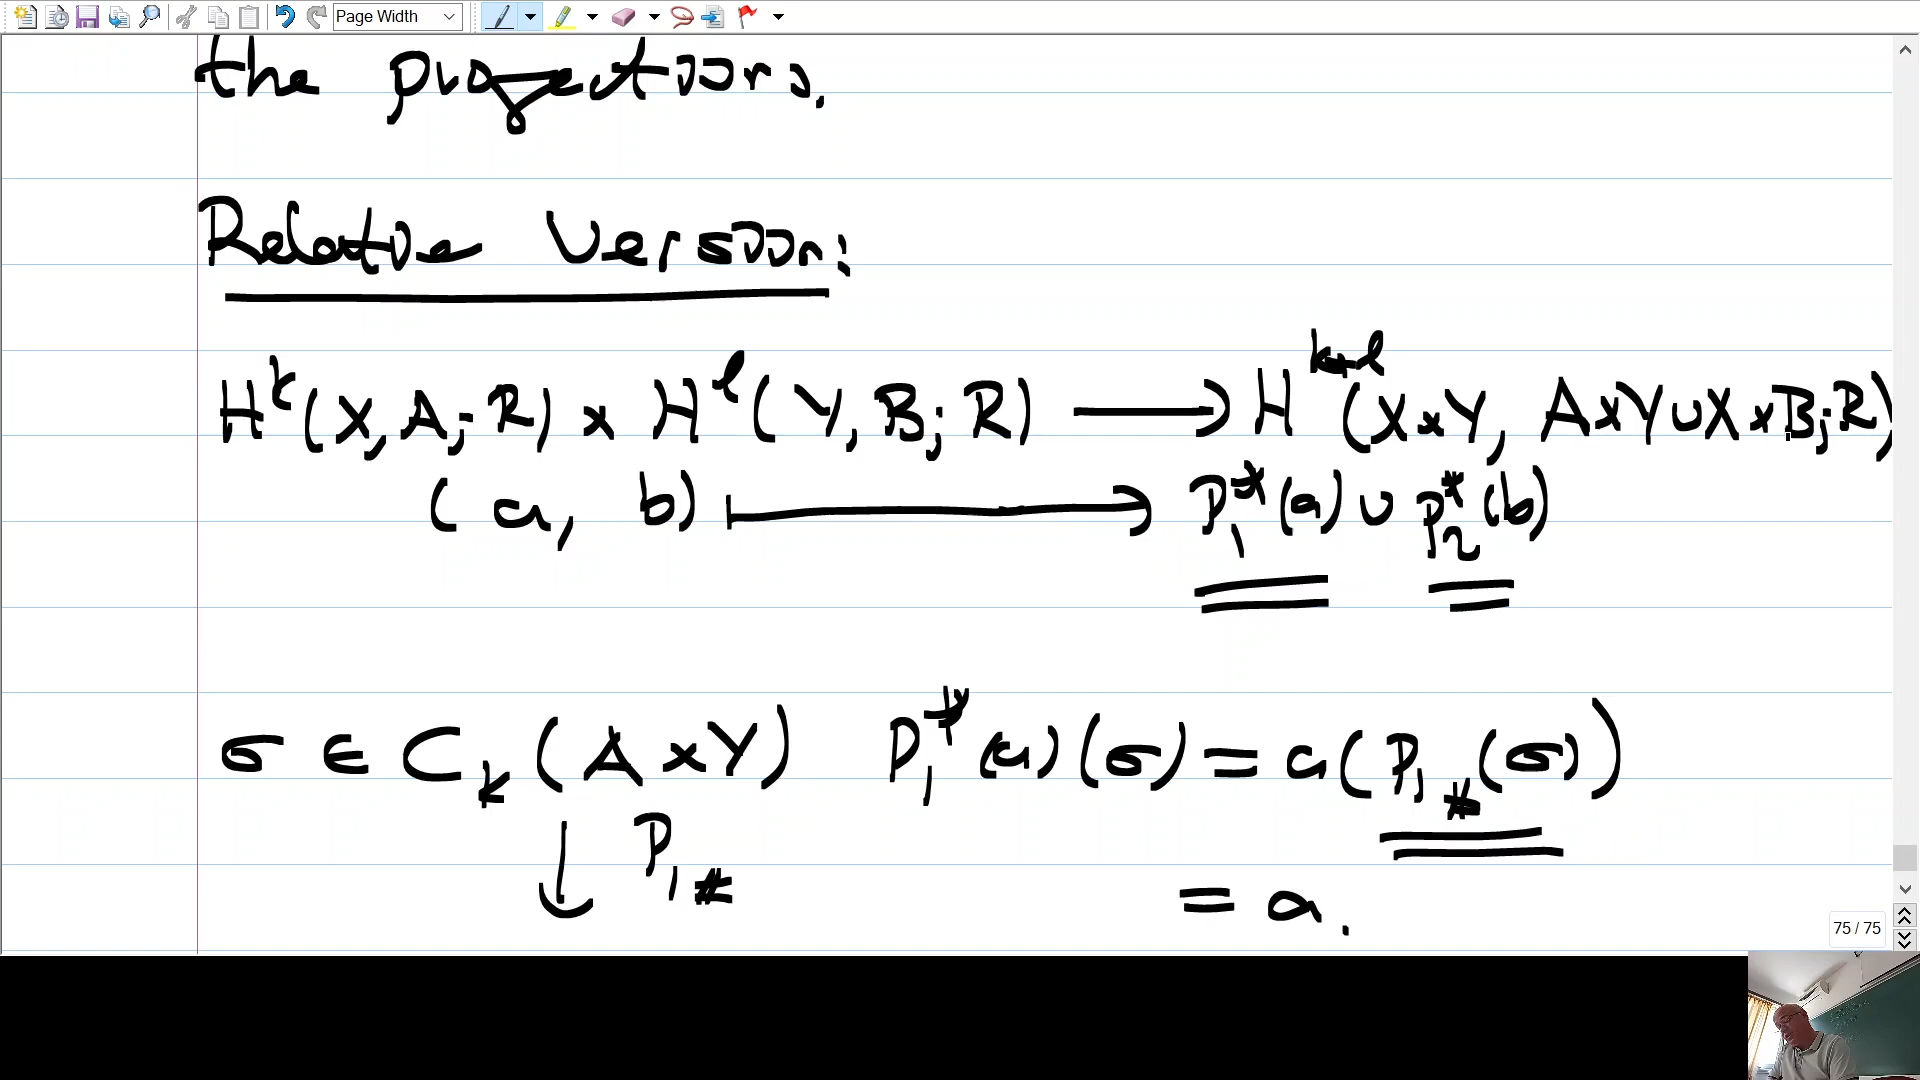 Page Width
the projections.
Relative version:
H^k(X, A; R) × H^l(Y, B; R) ⟶ H^{k+l}(X×Y, A×Y∪X×B; R)
(a, b) ⟼ P_1^*(a) ∪ P_2^*(b)
σ ∈ C_k(A×Y) P_1^*(a)(σ) = a(P_{1#}(σ))
↓ P_{1#} = a.
75 / 75